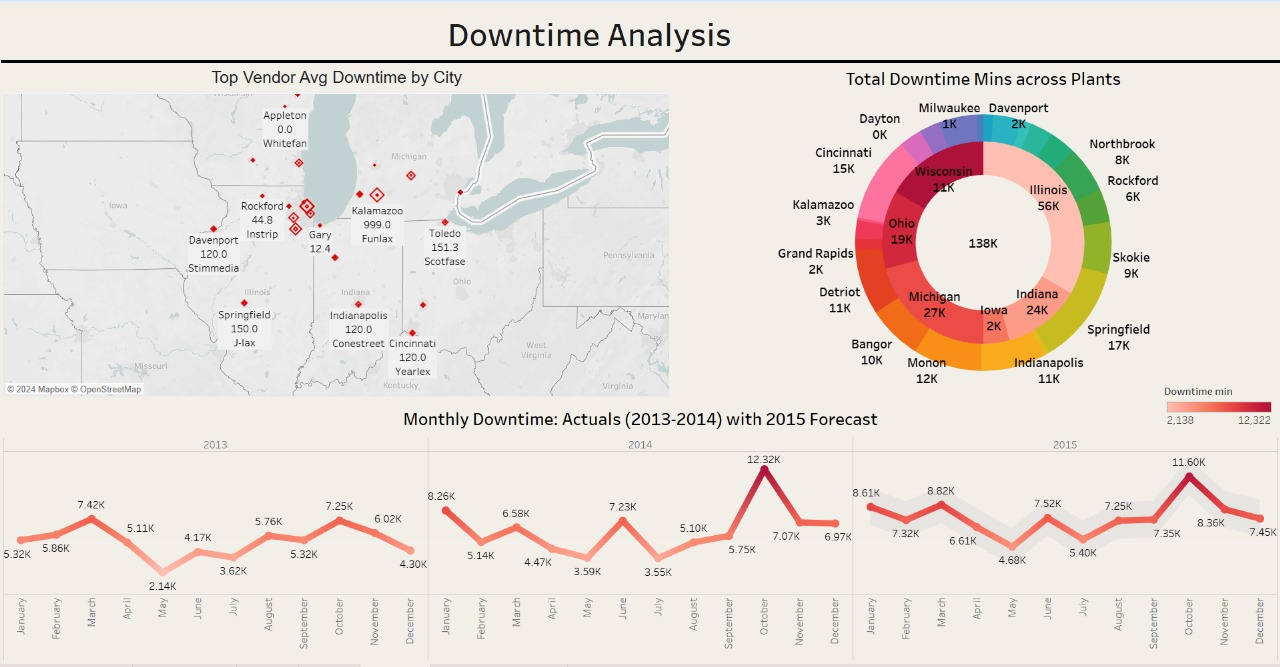 Downtime Analysis
Top Vendor Avg Downtime by City
Total Downtime Mins across Plants
Appleton
0.0
Whitefan
Michigan
Iowa
Rockford
44.8
Instrip
Kalamazoo
999.0
Funlax
Davenport
120.0
Stimmedia
Gary
12.4
Toledo
151.3
Scotfase
Pennsylvania
Ohio
Illinois
Indiana
Springfield
150.0
J-lax
Indianapolis
120.0
Conestreet
Cincinnati
120.0
Yearlex
West
Virginia
Missouri
Kentucky
Virginia
© 2024 Mapbox © OpenStreetMap
Milwaukee
1K
Davenport
2K
Dayton
0K
Northbrook
8K
Cincinnati
15K
Rockford
6K
Kalamazoo
3K
Grand Rapids
2K
Skokie
9K
Detriot
11K
Springfield
17K
Bangor
10K
Monon
12K
Indianapolis
11K
Wisconsin
11K
Illinois
56K
Ohio
19K
138K
Michigan
27K
Iowa
2K
Indiana
24K
Downtime min
2,138 12,322
Monthly Downtime: Actuals (2013-2014) with 2015 Forecast
2013
5.32K
5.86K
7.42K
5.11K
2.14K
4.17K
3.62K
5.76K
5.32K
7.25K
6.02K
4.30K
January
February
March
April
May
June
July
August
September
October
November
December
2014
8.26K
5.14K
6.58K
4.47K
3.59K
7.23K
3.55K
5.10K
5.75K
12.32K
7.07K
6.97K
January
February
March
April
May
June
July
August
September
October
November
December
2015
8.61K
7.32K
8.82K
6.61K
4.68K
7.52K
5.40K
7.25K
7.35K
11.60K
8.36K
7.45K
January
February
March
April
May
June
July
August
September
October
November
December